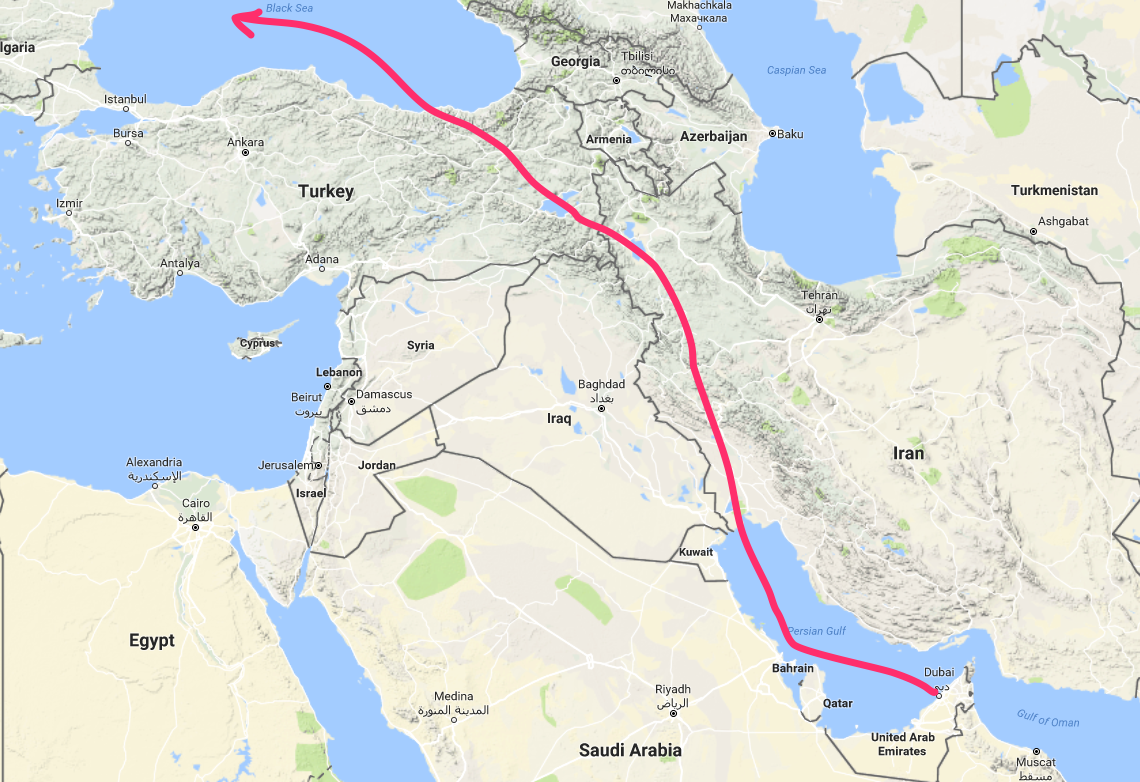 Black Sea
Makhachkala
Махачкала
lgaria
Georgia
Tbilisi
თბილისი
Caspian Sea
Istanbul
Bursa
Ankara
Armenia
Azerbaijan
Baku
Turkey
Turkmenistan
Izmir
Ashgabat
Antalya
Adana
Tehran
تهران
Cyprus
Syria
Lebanon
Beirut
بيروت
Damascus
دمشق
Baghdad
بغداد
Iraq
Iran
Alexandria
الإسكندرية
Jerusalem
Jordan
Israel
Cairo
القاهرة
Kuwait
Egypt
Persian Gulf
Bahrain
Dubai
دبي
Medina
المدينة المنورة
Riyadh
الرياض
Qatar
Gulf of Oman
United Arab
Emirates
Saudi Arabia
Muscat
مسقط